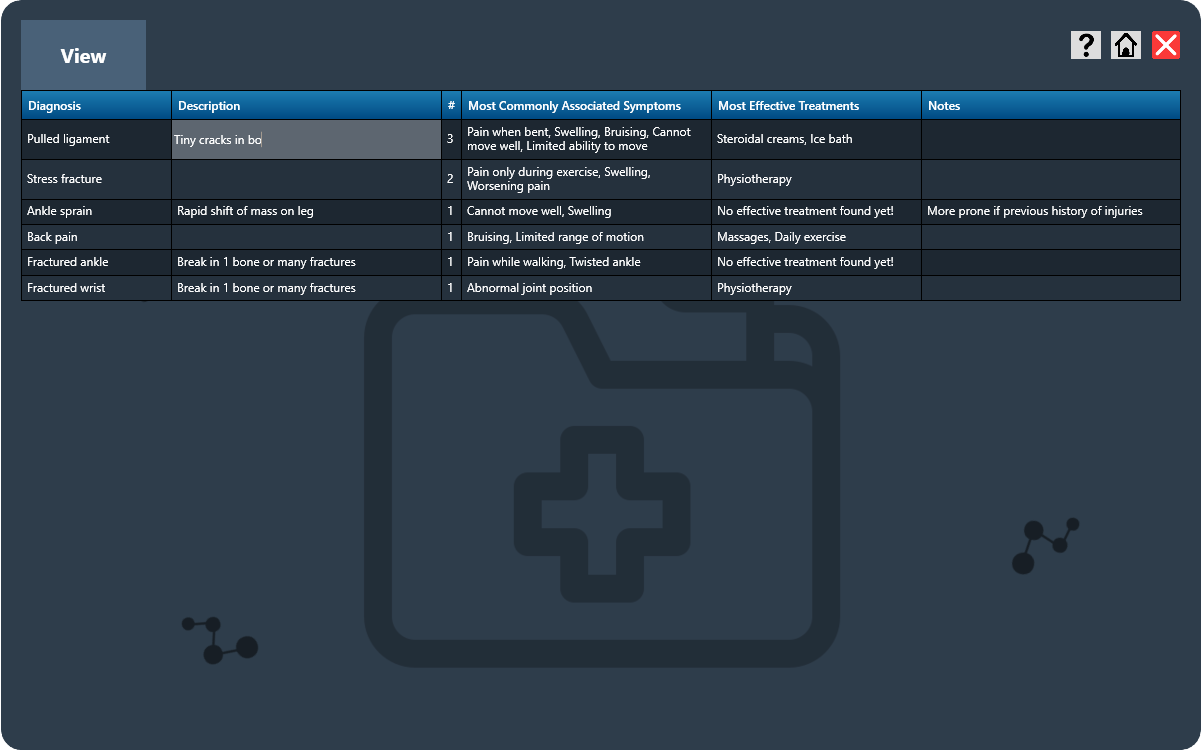 View
?
Diagnosis Description # Most Commonly Associated Symptoms Most Effective Treatments Notes
Pulled ligament Tiny cracks in bo 3 Pain when bent, Swelling, Bruising, Cannot move well, Limited ability to move Steroidal creams, Ice bath
Stress fracture 2 Pain only during exercise, Swelling, Worsening pain Physiotherapy
Ankle sprain Rapid shift of mass on leg 1 Cannot move well, Swelling No effective treatment found yet! More prone if previous history of injuries
Back pain 1 Bruising, Limited range of motion Massages, Daily exercise
Fractured ankle Break in 1 bone or many fractures 1 Pain while walking, Twisted ankle No effective treatment found yet!
Fractured wrist Break in 1 bone or many fractures 1 Abnormal joint position Physiotherapy